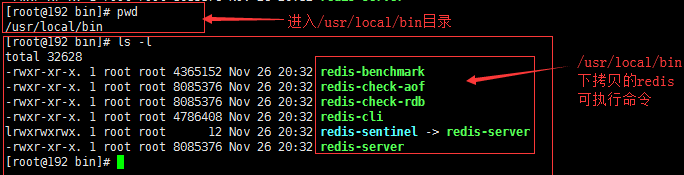 [root@192 bin]# pwd
/usr/local/bin
进入/usr/local/bin目录
[root@192 bin]# ls -l
total 32628
-rwxr-xr-x. 1 root root 4365152 Nov 26 20:32 redis-benchmark
-rwxr-xr-x. 1 root root 8085376 Nov 26 20:32 redis-check-aof
-rwxr-xr-x. 1 root root 8085376 Nov 26 20:32 redis-check-rdb
-rwxr-xr-x. 1 root root 4786408 Nov 26 20:32 redis-cli
lrwxrwxrwx. 1 root root      12 Nov 26 20:32 redis-sentinel -> redis-server
-rwxr-xr-x. 1 root root 8085376 Nov 26 20:32 redis-server
[root@192 bin]#
/usr/local/bin
下拷贝的redis
可执行命令